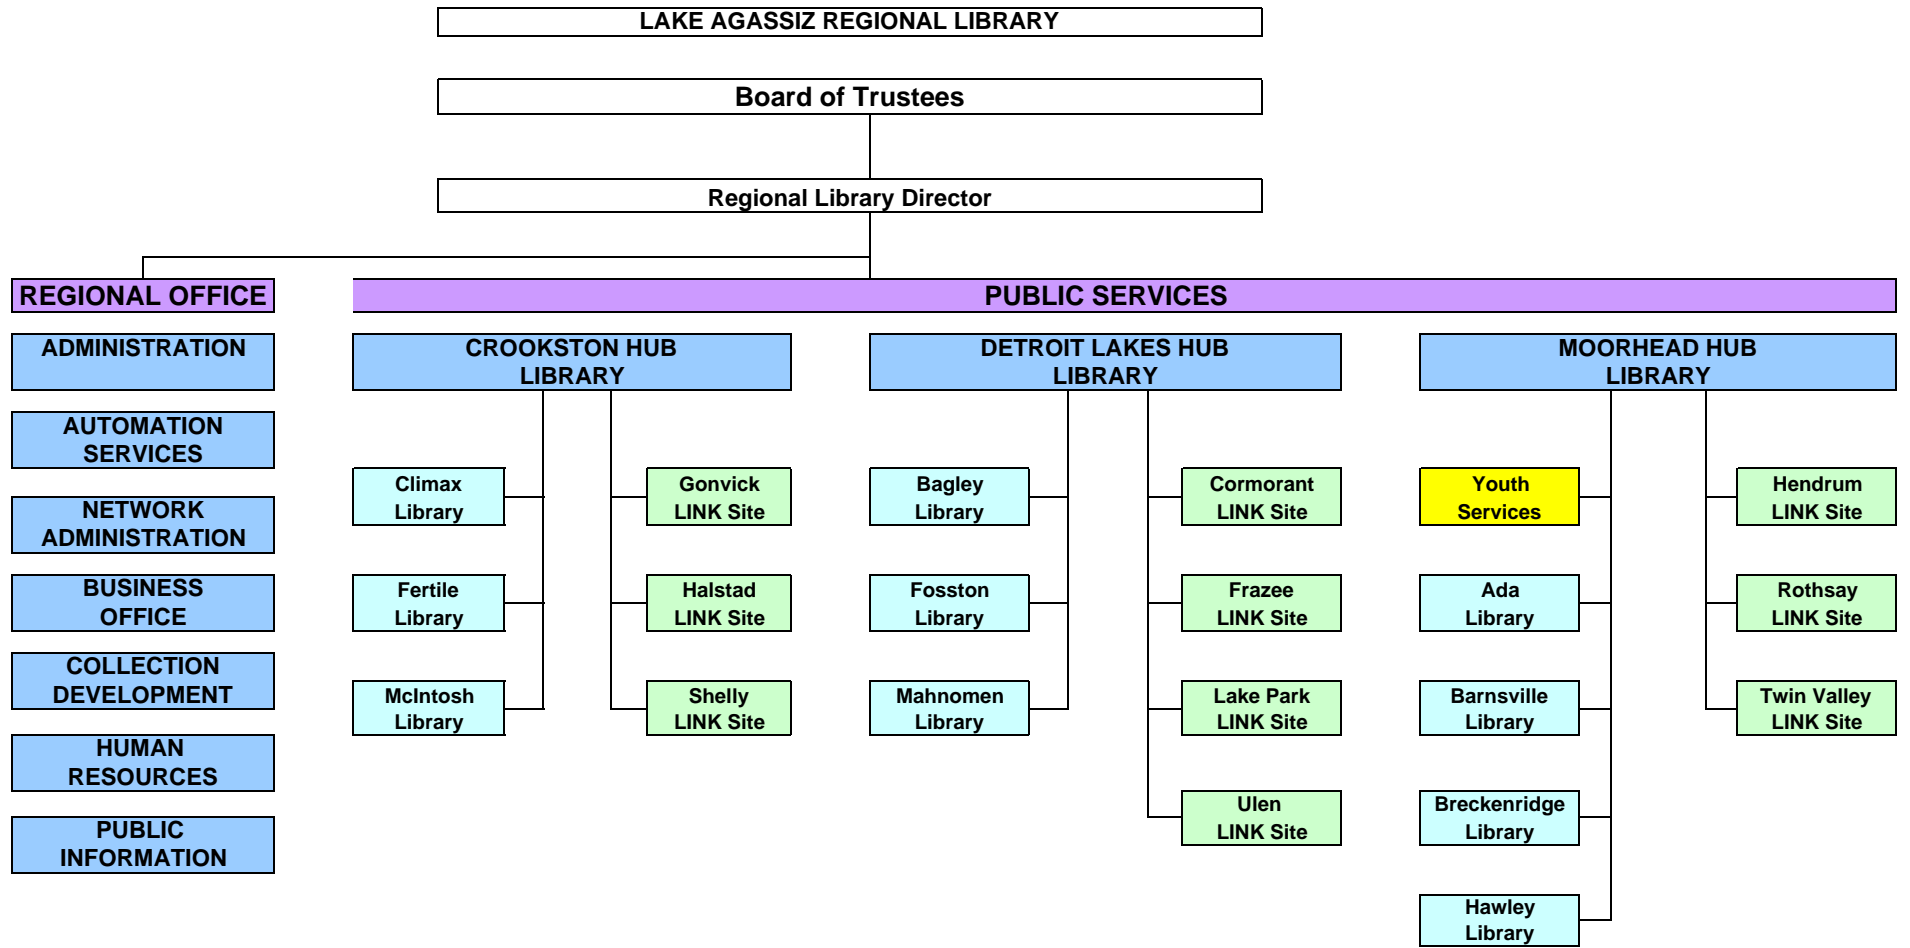 LAKE AGASSIZ REGIONAL LIBRARY
Board of Trustees
Regional Library Director
REGIONAL OFFICE
ADMINISTRATION
AUTOMATION
SERVICES
NETWORK
ADMINISTRATION
BUSINESS
OFFICE
COLLECTION
DEVELOPMENT
HUMAN
RESOURCES
PUBLIC
INFORMATION
PUBLIC SERVICES
CROOKSTON HUB
LIBRARY
Climax
Library
Fertile
Library
McIntosh
Library
Gonvick
LINK Site
Halstad
LINK Site
Shelly
LINK Site
DETROIT LAKES HUB
LIBRARY
Bagley
Library
Fosston
Library
Mahnomen
Library
Cormorant
LINK Site
Frazee
LINK Site
Lake Park
LINK Site
Ulen
LINK Site
MOORHEAD HUB
LIBRARY
Youth
Services
Ada
Library
Barnsville
Library
Breckenridge
Library
Hawley
Library
Hendrum
LINK Site
Rothsay
LINK Site
Twin Valley
LINK Site